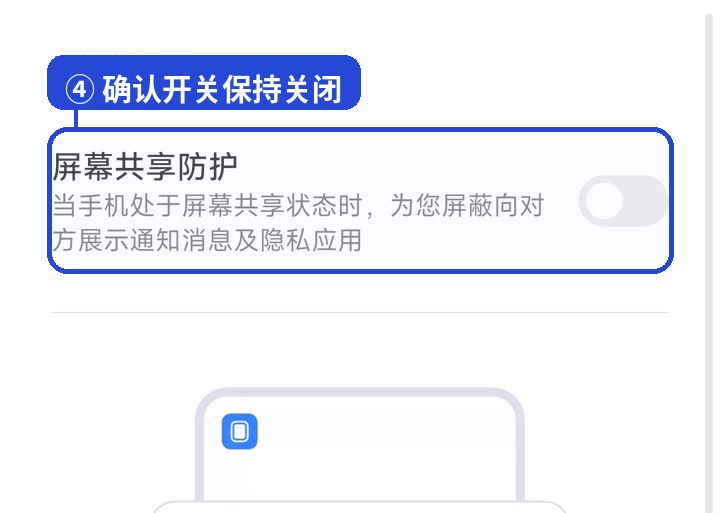 ④ 确认开关保持关闭
屏幕共享防护
当手机处于屏幕共享状态时，为您屏蔽向对
方展示通知消息及隐私应用